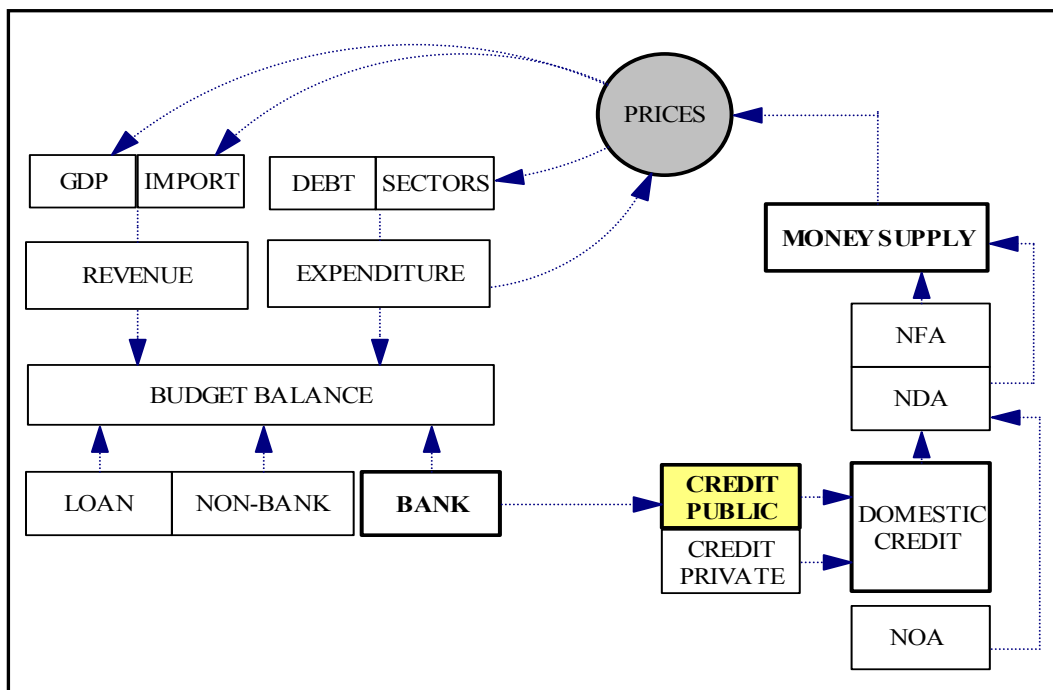 PRICES
GDP
IMPORT
DEBT
SECTORS
MONEY SUPPLY
REVENUE
EXPENDITURE
NFA
BUDGET BALANCE
NDA
LOAN
NON-BANK
BANK
CREDIT
PUBLIC
CREDIT
PRIVATE
DOMESTIC
CREDIT
NOA